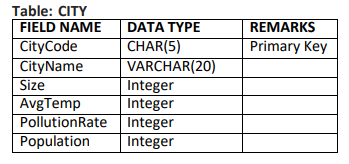 Table: CITY
FIELD NAME DATA TYPE REMARKS
CityCode CHAR(5) Primary Key
CityName VARCHAR(20)
Size Integer
AvgTemp Integer
PollutionRate Integer
Population Integer